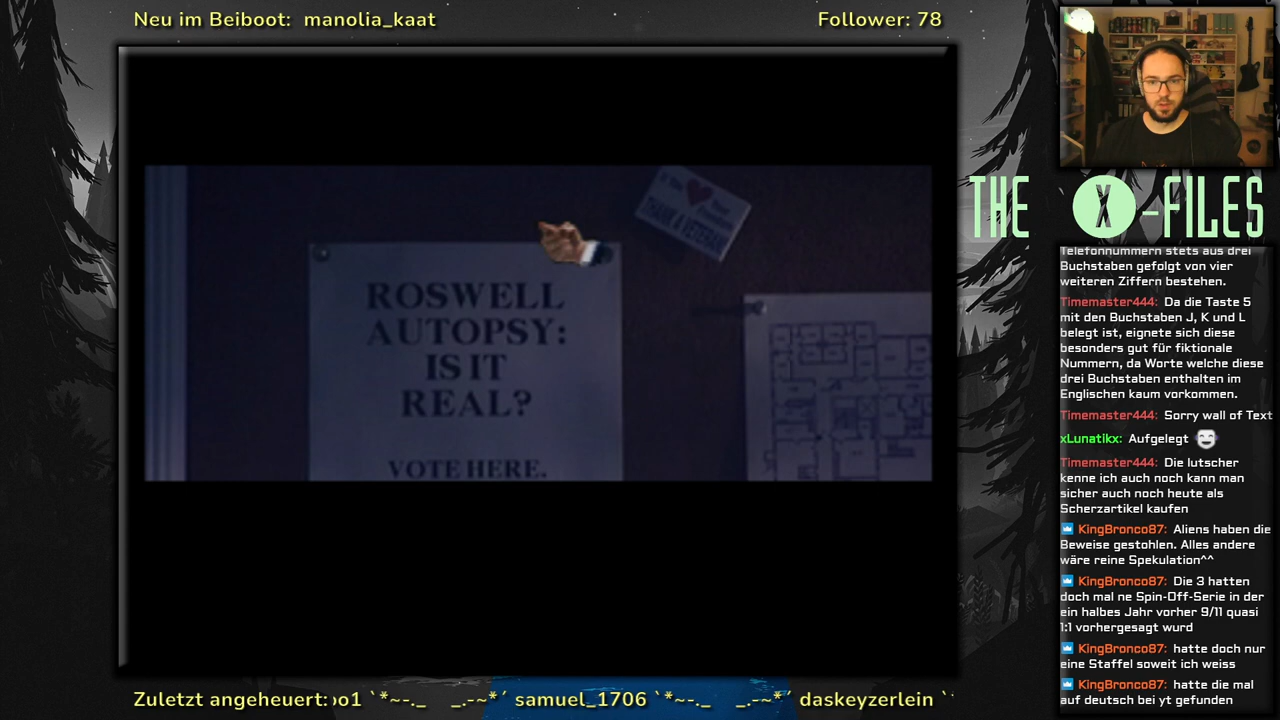 Neu im Beiboot: manolia_kaat
Follower: 78
THANK A VETERAN
ROSWELL
AUTOPSY:
IS IT
REAL?
VOTE HERE.
THE X-FILES
Telefonnummern stets aus drei
Buchstaben gefolgt von vier
weiteren Ziffern bestehen.
Timemaster444: Da die Taste 5
mit den Buchstaben J, K und L
belegt ist, eignete sich diese
besonders gut für fiktionale
Nummern, da Worte welche diese
drei Buchstaben enthalten im
Englischen kaum vorkommen.
Timemaster444: Sorry wall of Text
xLunatikx: Aufgelegt
Timemaster444: Die lutscher
kenne ich auch noch kann man
sicher auch noch heute als
Scherzartikel kaufen
KingBronco87: Aliens haben die
Beweise gestohlen. Alles andere
wäre reine Spekulation^^
KingBronco87: Die 3 hatten
doch mal ne Spin-Off-Serie in der
ein halbes Jahr vorher 9/11 quasi
1:1 vorhergesagt wurd
KingBronco87: hatte doch nur
eine Staffel soweit ich weiss
KingBronco87: hatte die mal
auf deutsch bei yt gefunden
Zuletzt angeheuert: oo1 `*~-._ _.-~*´ samuel_1706 `*~-._ _.-~*´ daskeyzerlein `